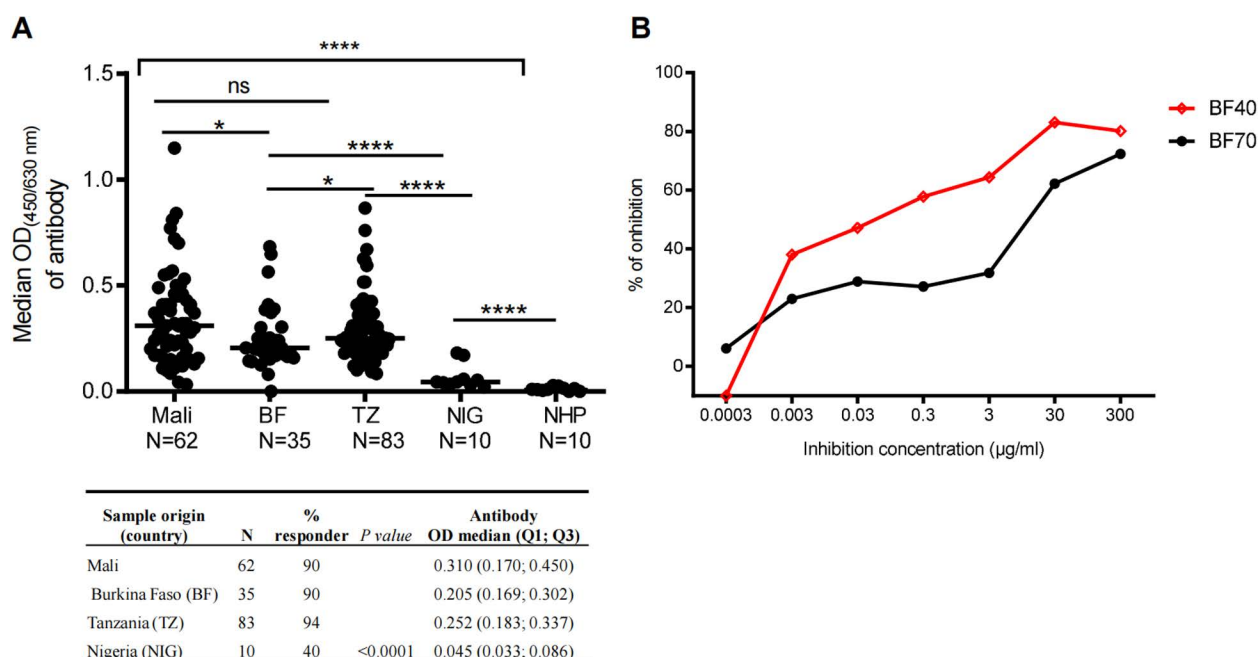 A
****
1.5
ns
*
****
1.0
*
****
0.5
****
0.0
Median OD(450/630 nm)
of antibody
Mali
BF
TZ
NIG
NHP
N=62
N=35
N=83
N=10
N=10
Sample origin
(country)
N
%
responder
P value
Antibody
OD median (Q1; Q3)
Mali 62 90 0.310 (0.170; 0.450)
Burkina Faso (BF) 35 90 0.205 (0.169; 0.302)
Tanzania (TZ) 83 94 0.252 (0.183; 0.337)
Nigeria (NIG) 10 40 <0.0001 0.045 (0.033; 0.086)
B
100
80
60
40
20
0
% of onhibition
0.0003 0.003 0.03 0.3 3 30 300
Inhibition concentration (µg/ml)
BF40
BF70